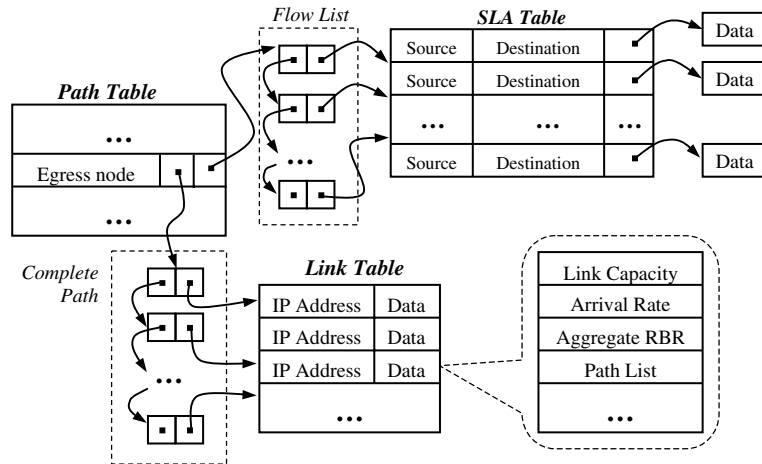 Flow List
SLA Table
Source Destination
Data
Source Destination
Data
... ... ...
Source Destination
Data
...
Path Table
...
Egress node
...
Complete
Path
...
Link Table
IP Address Data
IP Address Data
IP Address Data
...
Link Capacity
Arrival Rate
Aggregate RBR
Path List
...